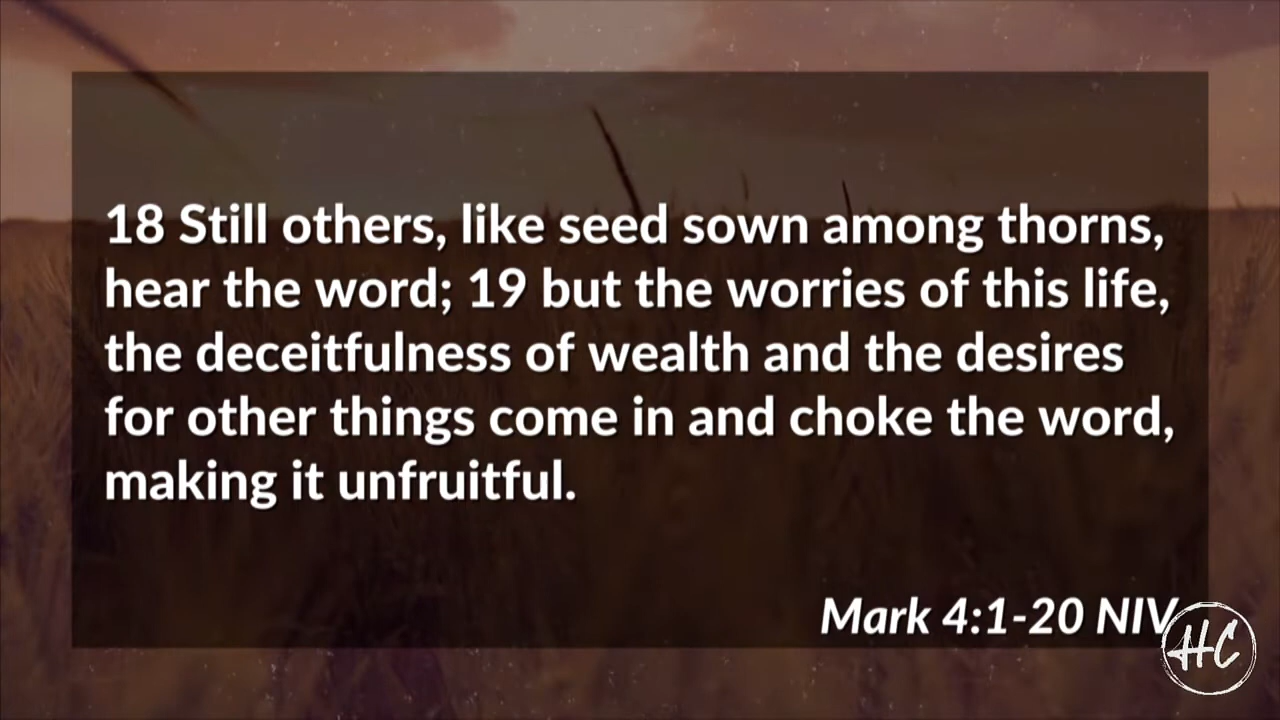 18 Still others, like seed sown among thorns,
hear the word; 19 but the worries of this life,
the deceitfulness of wealth and the desires
for other things come in and choke the word,
making it unfruitful.
Mark 4:1-20 NIV
HC